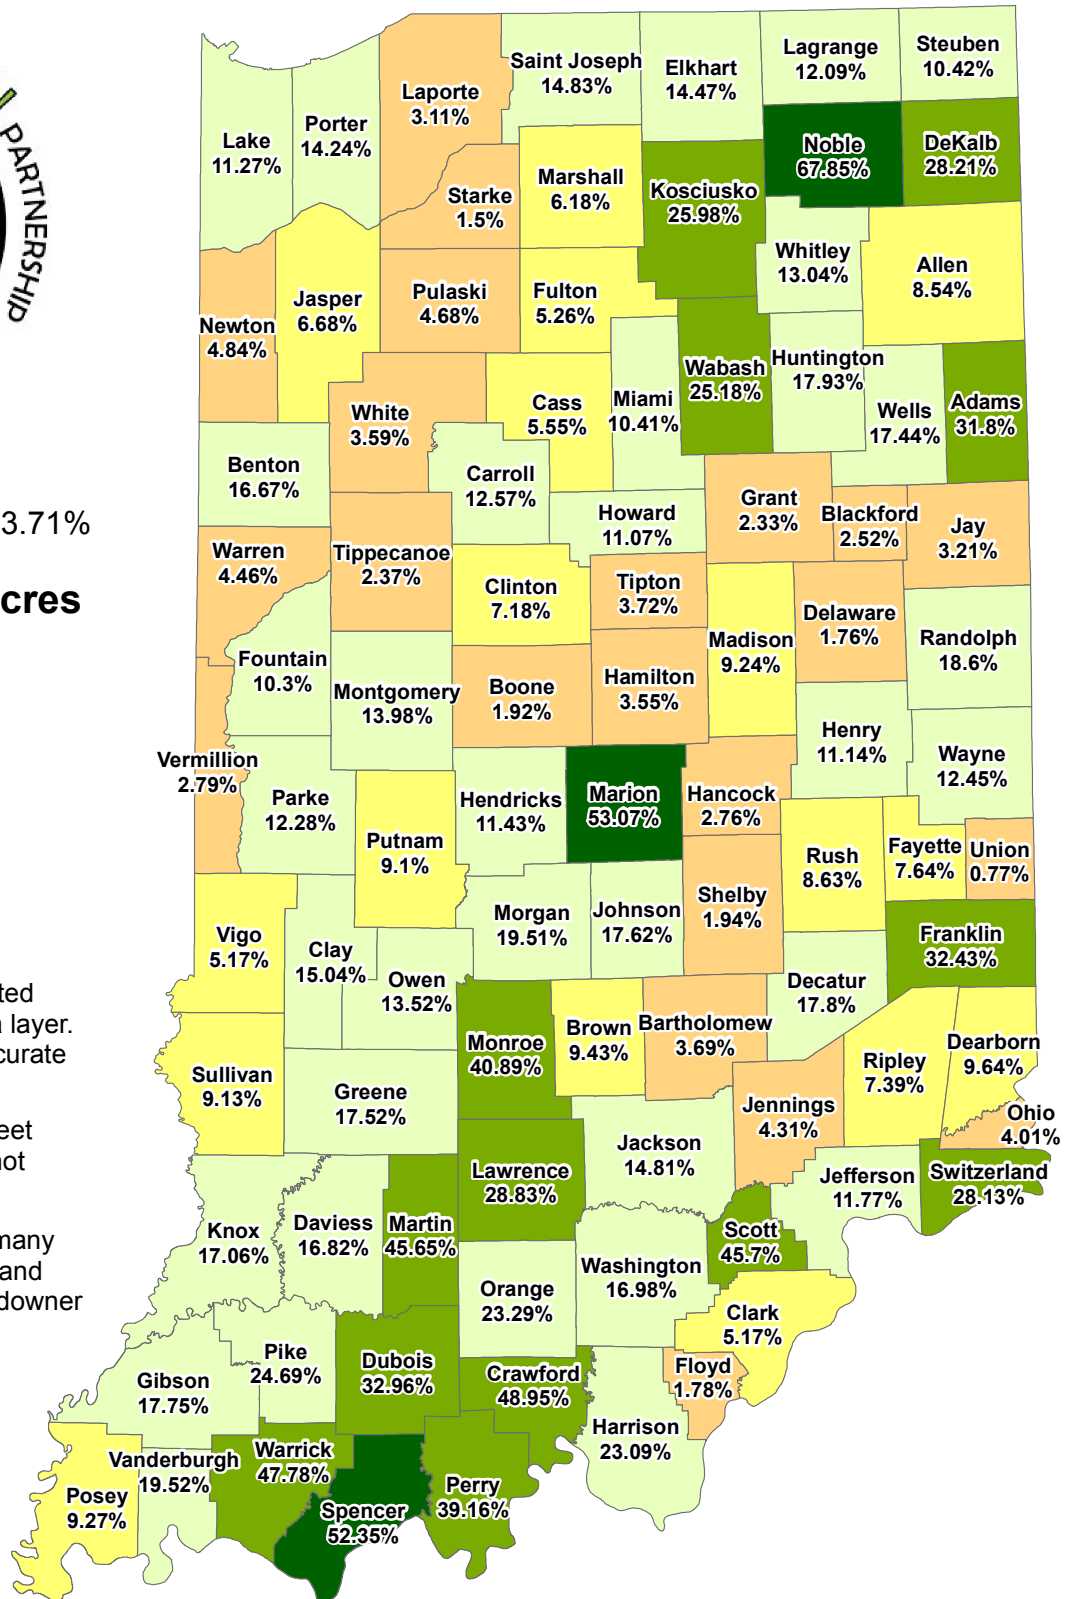 PARTNERSHIP
3.71%
cres
ted
a layer.
curate
eet
not
many
and
downer
Saint Joseph
14.83%
Elkhart
14.47%
Lagrange
12.09%
Steuben
10.42%
Laporte
3.11%
Lake
11.27%
Porter
14.24%
Noble
67.85%
DeKalb
28.21%
Starke
1.5%
Marshall
6.18%
Kosciusko
25.98%
Whitley
13.04%
Allen
8.54%
Newton
4.84%
Jasper
6.68%
Pulaski
4.68%
Fulton
5.26%
White
3.59%
Cass
5.55%
Miami
10.41%
Wabash
25.18%
Huntington
17.93%
Wells
17.44%
Adams
31.8%
Benton
16.67%
Carroll
12.57%
Howard
11.07%
Grant
2.33%
Blackford
2.52%
Jay
3.21%
Warren
4.46%
Tippecanoe
2.37%
Clinton
7.18%
Tipton
3.72%
Delaware
1.76%
Madison
9.24%
Randolph
18.6%
Fountain
10.3%
Montgomery
13.98%
Boone
1.92%
Hamilton
3.55%
Henry
11.14%
Wayne
12.45%
Vermillion
2.79%
Parke
12.28%
Putnam
9.1%
Hendricks
11.43%
Marion
53.07%
Hancock
2.76%
Rush
8.63%
Fayette
7.64%
Union
0.77%
Vigo
5.17%
Clay
15.04%
Owen
13.52%
Morgan
19.51%
Johnson
17.62%
Shelby
1.94%
Decatur
17.8%
Franklin
32.43%
Sullivan
9.13%
Greene
17.52%
Monroe
40.89%
Brown
9.43%
Bartholomew
3.69%
Jennings
4.31%
Ripley
7.39%
Dearborn
9.64%
Ohio
4.01%
Knox
17.06%
Daviess
16.82%
Martin
45.65%
Lawrence
28.83%
Jackson
14.81%
Jefferson
11.77%
Switzerland
28.13%
Orange
23.29%
Washington
16.98%
Scott
45.7%
Clark
5.17%
Floyd
1.78%
Gibson
17.75%
Pike
24.69%
Dubois
32.96%
Crawford
48.95%
Harrison
23.09%
Posey
9.27%
Vanderburgh
19.52%
Warrick
47.78%
Spencer
52.35%
Perry
39.16%